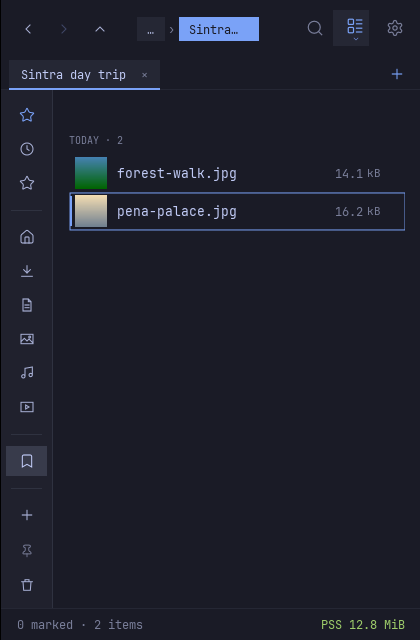 … › Sintra…
Sintra day trip ×
TODAY · 2
forest-walk.jpg 14.1 kB
pena-palace.jpg 16.2 kB
0 marked · 2 items PSS 12.8 MiB